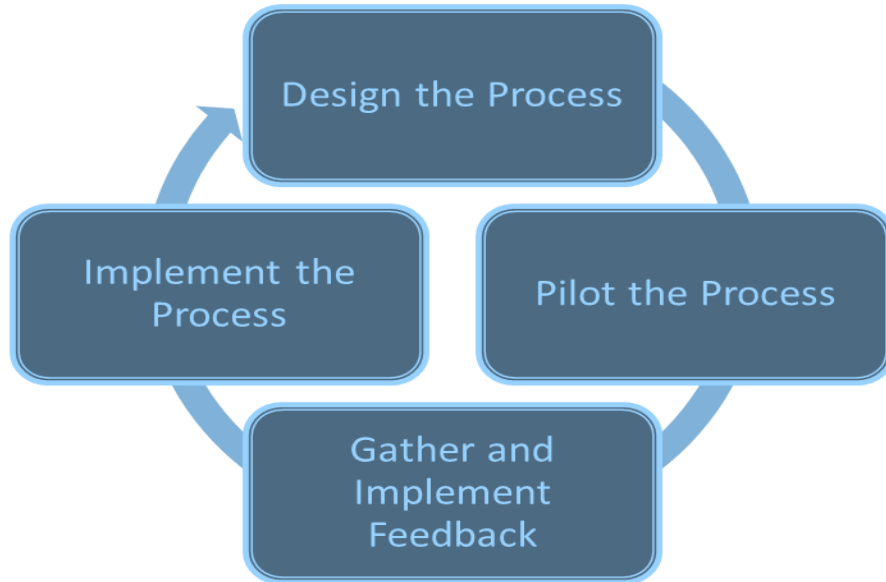 Design the Process
Implement the
Process
Pilot the Process
Gather and
Implement
Feedback